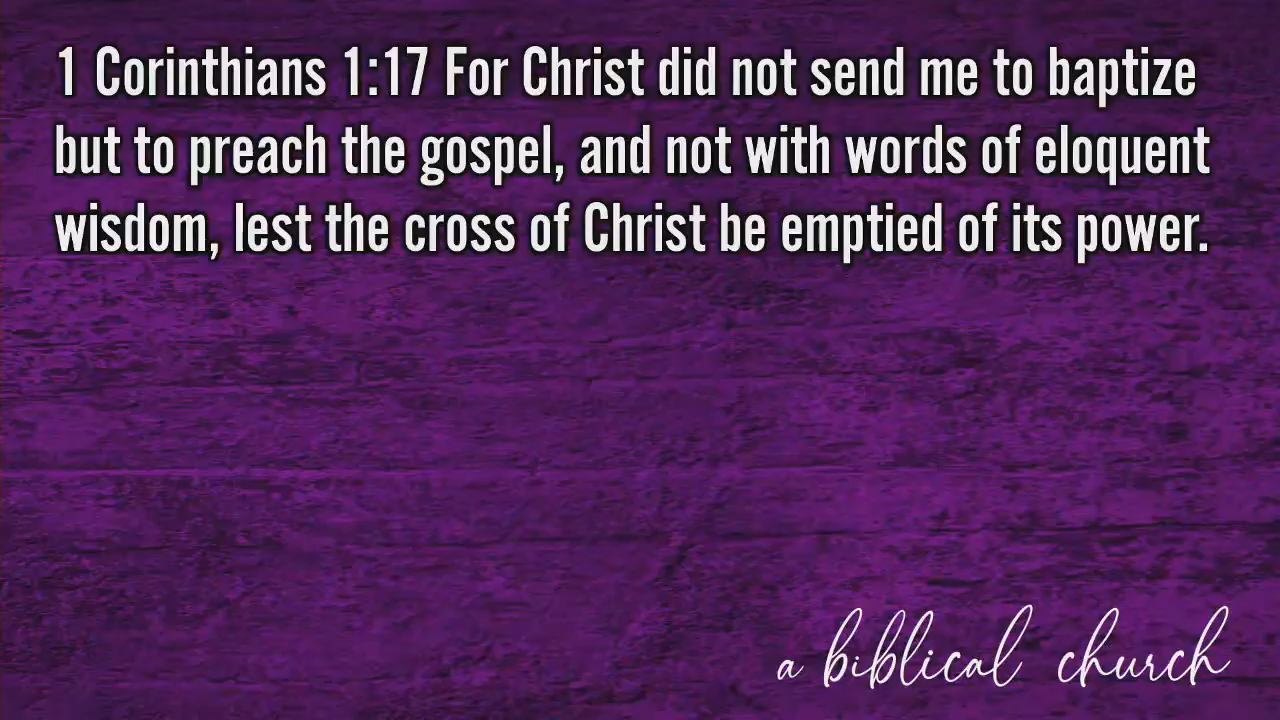 1 Corinthians 1:17 For Christ did not send me to baptize
but to preach the gospel, and not with words of eloquent
wisdom, lest the cross of Christ be emptied of its power.
a biblical church